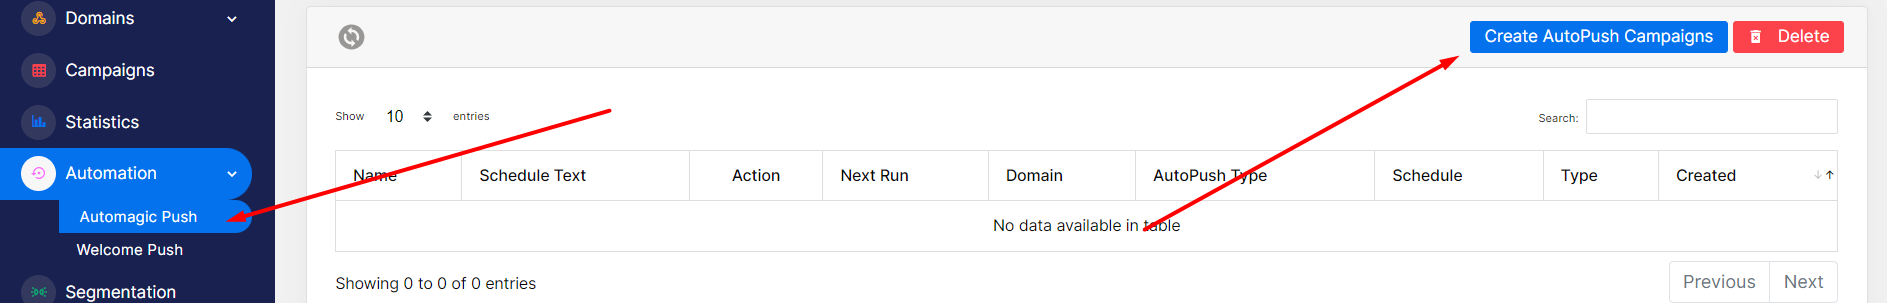 Domains
Campaigns
Statistics
Automation
Automagic Push
Welcome Push
Segmentation
Create AutoPush Campaigns Delete
Show 10 entries Search:
Name Schedule Text Action Next Run Domain AutoPush Type Schedule Type Created
No data available in table
Showing 0 to 0 of 0 entries Previous Next